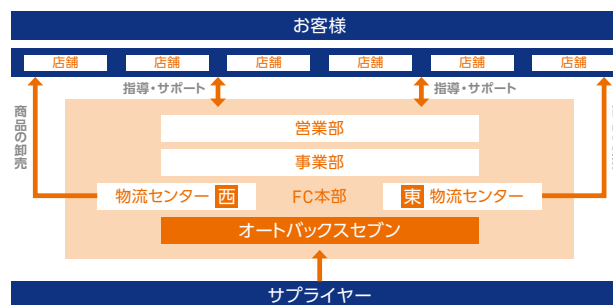 お客様
店舗 店舗 店舗 店舗 店舗 店舗
指導・サポート 指導・サポート
商品の卸売
営業部
事業部
物流センター 西 FC本部 東 物流センター
オートバックスセブン
サプライヤー